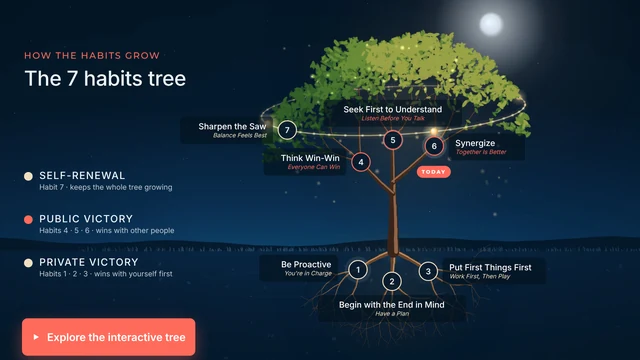 HOW THE HABITS GROW
The 7 habits tree
SELF-RENEWAL
Habit 7 · keeps the whole tree growing
PUBLIC VICTORY
Habits 4 · 5 · 6 · wins with other people
PRIVATE VICTORY
Habits 1 · 2 · 3 · wins with yourself first
Explore the interactive tree
Seek First to Understand
Listen Before You Talk
5
Sharpen the Saw
Balance Feels Best
7
Synergize
Together Is Better
6
TODAY
Think Win-Win
Everyone Can Win
4
Be Proactive
You're in Charge
1
Put First Things First
Work First, Then Play
3
2
Begin with the End in Mind
Have a Plan